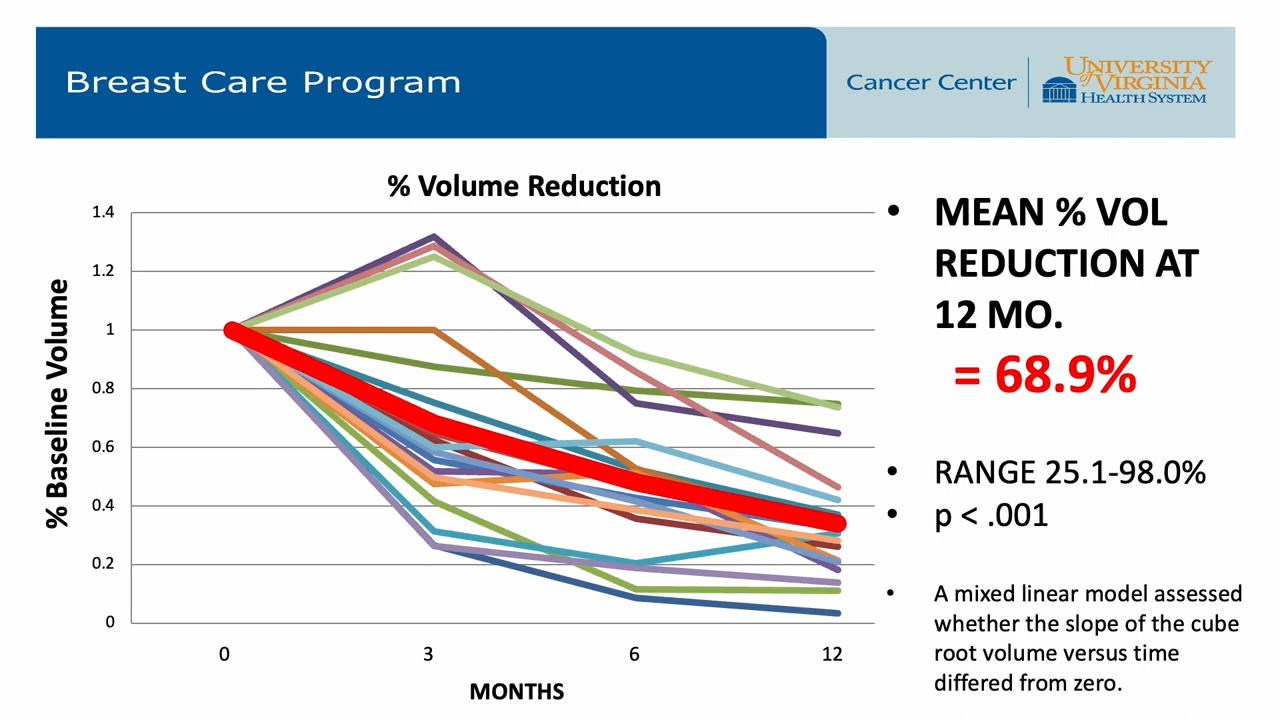 Breast Care Program
Cancer Center
UNIVERSITY
of VIRGINIA
HEALTH SYSTEM
% Volume Reduction
% Baseline Volume
1.4
1.2
1
0.8
0.6
0.4
0.2
0
0 3 6 12
MONTHS
• MEAN % VOL
REDUCTION AT
12 MO.
= 68.9%
• RANGE 25.1-98.0%
• p < .001
• A mixed linear model assessed
whether the slope of the cube
root volume versus time
differed from zero.